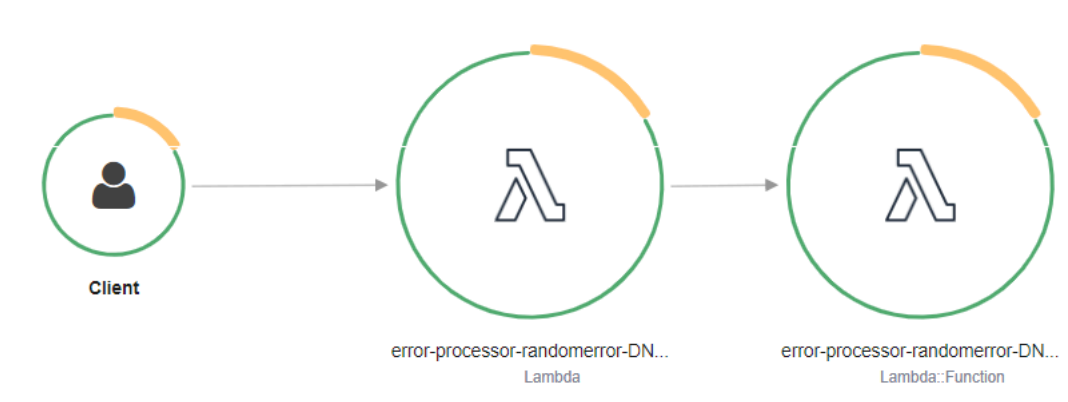 Client
error-processor-randomerror-DN...
Lambda
error-processor-randomerror-DN...
Lambda::Function